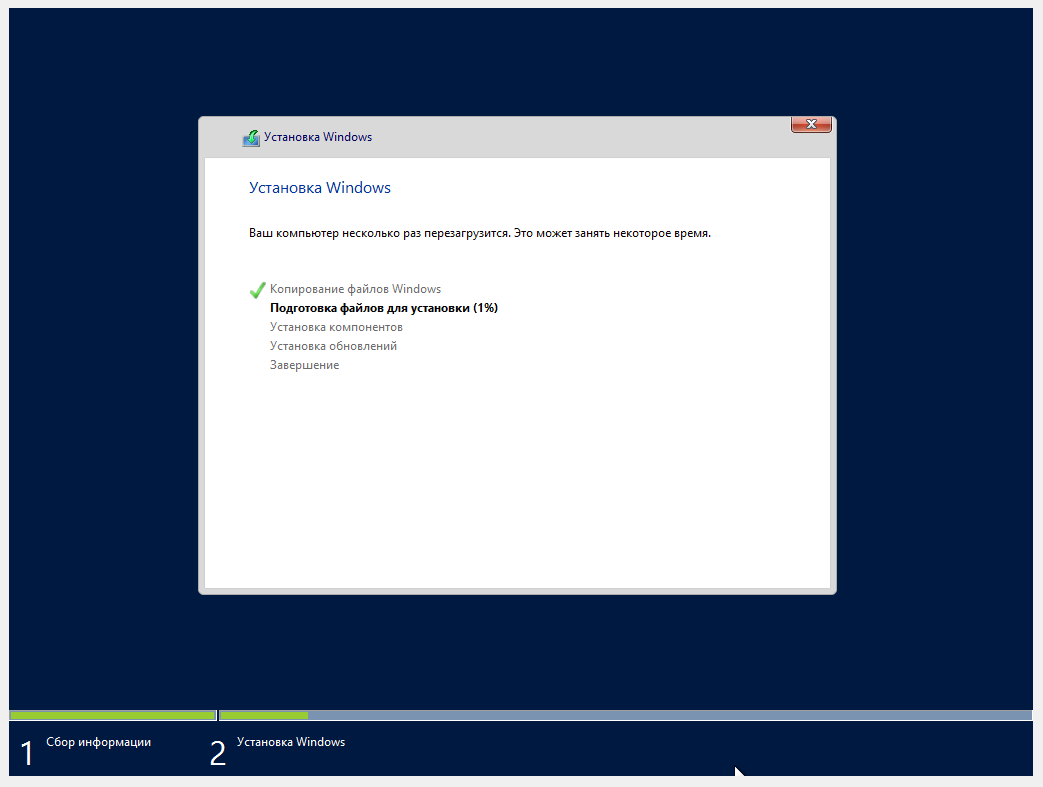 Установка Windows
Установка Windows
Ваш компьютер несколько раз перезагрузится. Это может занять некоторое время.
Копирование файлов Windows
Подготовка файлов для установки (1%)
Установка компонентов
Установка обновлений
Завершение
1 Сбор информации
2 Установка Windows